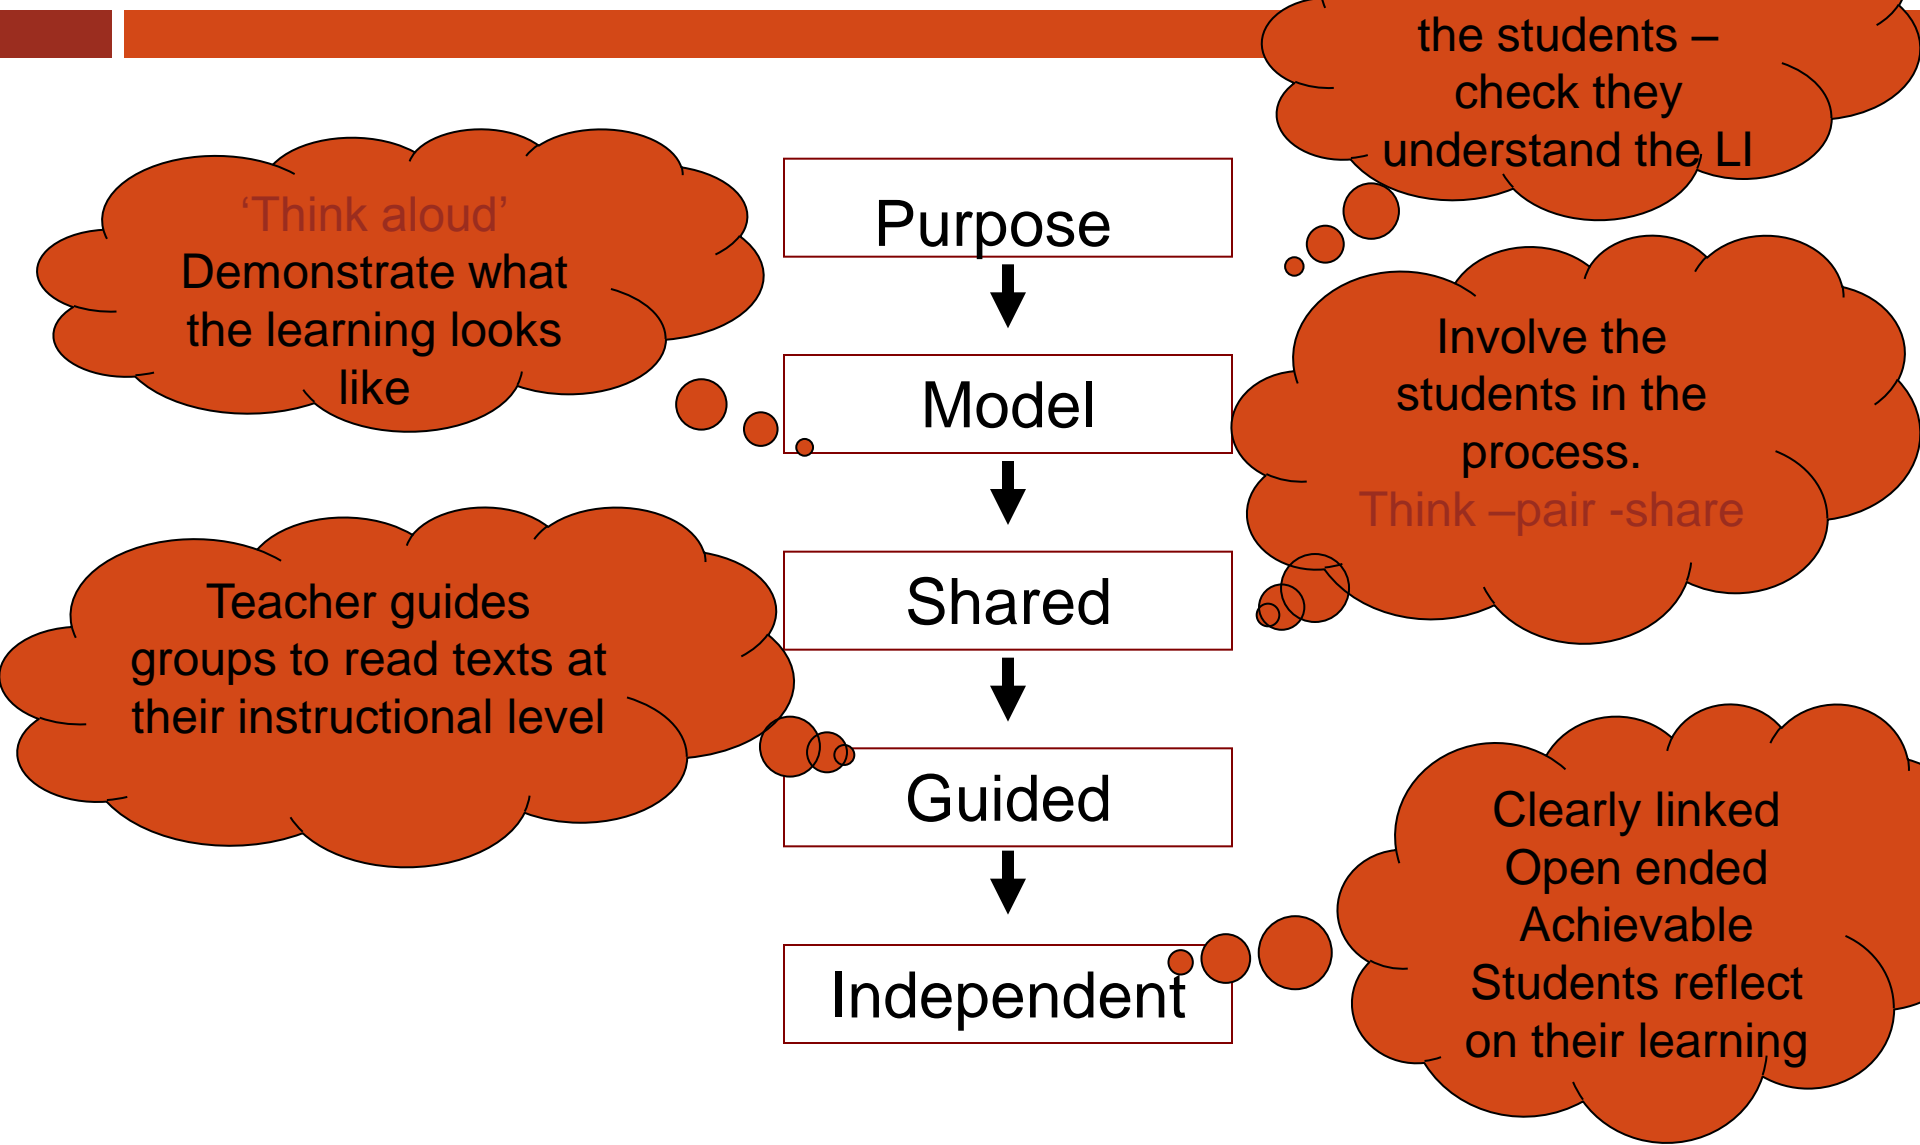 the students –
check they
understand the LI
‘Think aloud’
Demonstrate what
the learning looks
like
Purpose
Involve the
students in the
process.
Think –pair -share
Model
Shared
Teacher guides
groups to read texts at
their instructional level
Guided
Clearly linked
Open ended
Achievable
Students reflect
on their learning
Independent